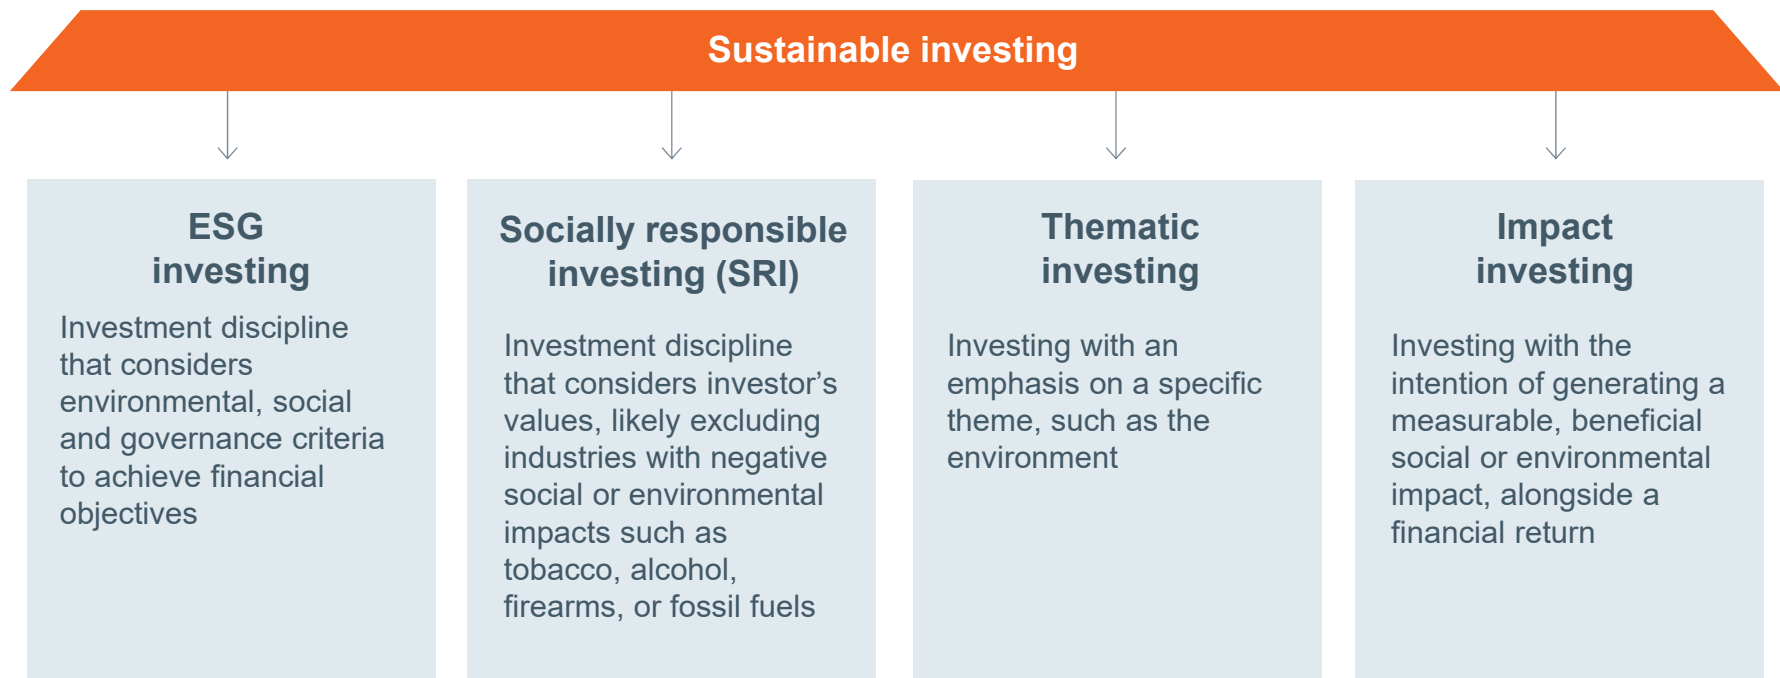 Sustainable investing
ESG
investing
Investment discipline
that considers
environmental, social
and governance criteria
to achieve financial
objectives
Socially responsible
investing (SRI)
Investment discipline
that considers investor’s
values, likely excluding
industries with negative
social or environmental
impacts such as
tobacco, alcohol,
firearms, or fossil fuels
Thematic
investing
Investing with an
emphasis on a specific
theme, such as the
environment
Impact
investing
Investing with the
intention of generating a
measurable, beneficial
social or environmental
impact, alongside a
financial return